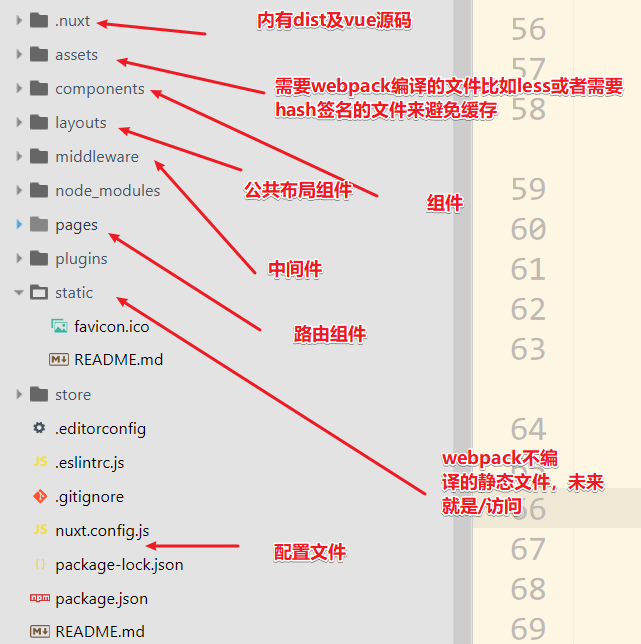 .nuxt
内有dist及vue源码
assets
需要webpack编译的文件比如less或者需要
hash签名的文件来避免缓存
components
layouts
公共布局组件
middleware
node_modules
组件
pages
plugins
中间件
static
favicon.ico
路由组件
README.md
store
.editorconfig
.eslintrc.js
webpack不编
译的静态文件，未来
就是/访问
.gitignore
nuxt.config.js
配置文件
package-lock.json
package.json
README.md
56
57
58
59
60
61
62
63
64
66
67
68
69
JS
JS
npm
M
M